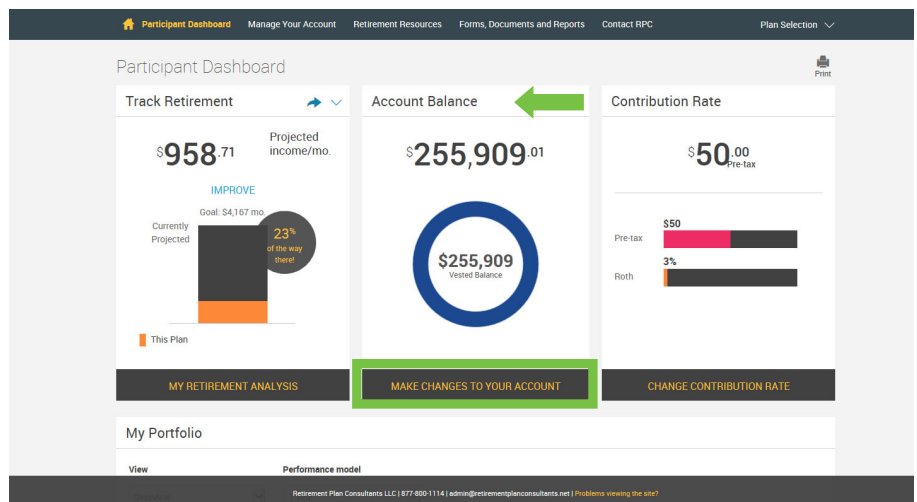 Participant Dashboard Manage Your Account Retirement Resources Forms, Documents and Reports Contact RPC Plan Selection
Participant Dashboard
Print
Track Retirement
$958.71
Projected
income/mo.
IMPROVE
Goal: $4,167 mo.
Currently
Projected
23%
of the way
there!
This Plan
MY RETIREMENT ANALYSIS
Account Balance
$255,909.01
$255,909
Vested Balance
MAKE CHANGES TO YOUR ACCOUNT
Contribution Rate
$50.00
Pre-tax
$50
Pre-tax
3%
Roth
CHANGE CONTRIBUTION RATE
My Portfolio
View Performance model
Retirement Plan Consultants LLC | 877-800-1114 | admin@retirementplanconsultants.net | Problems viewing the site?